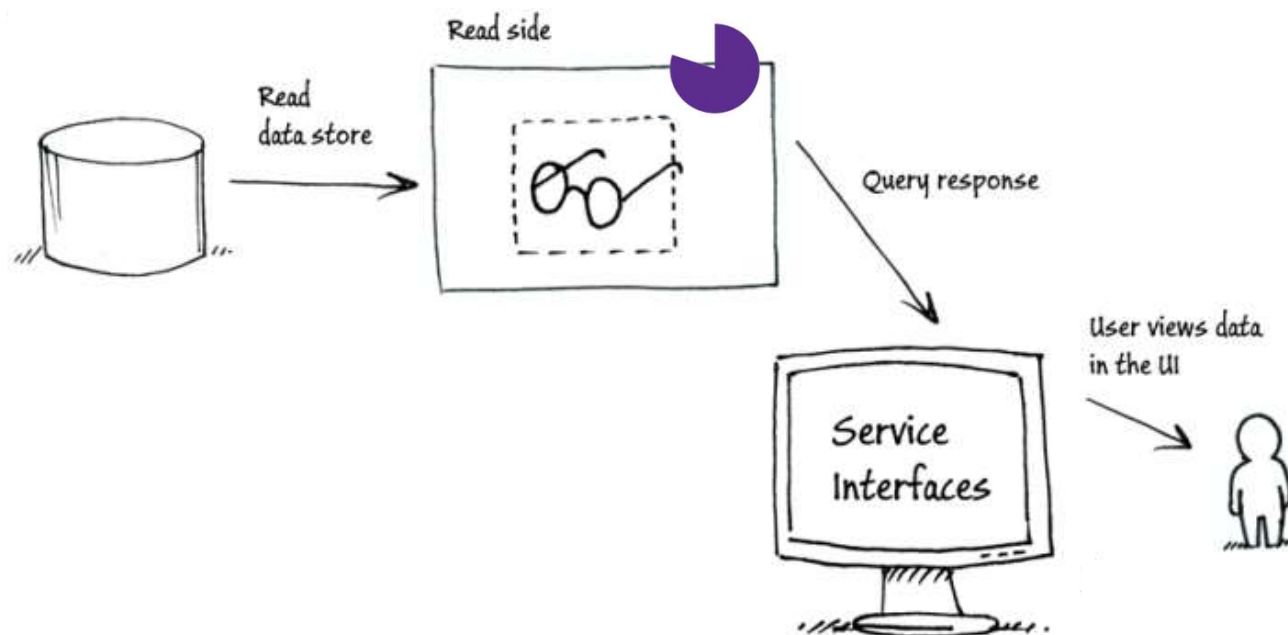 Read side
Read
data store
Query response
User views data
in the UI
Service
Interfaces